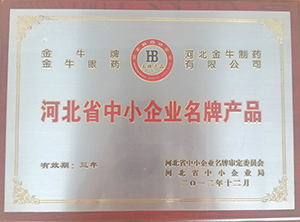 金牛牌 河北金牛制药
金牛眼药 有限公司
HB
河北省中小企业名牌产品
有效期：三年
河北省中小企业名牌审定委员会
河北省中小企业局
二〇一二年十二月